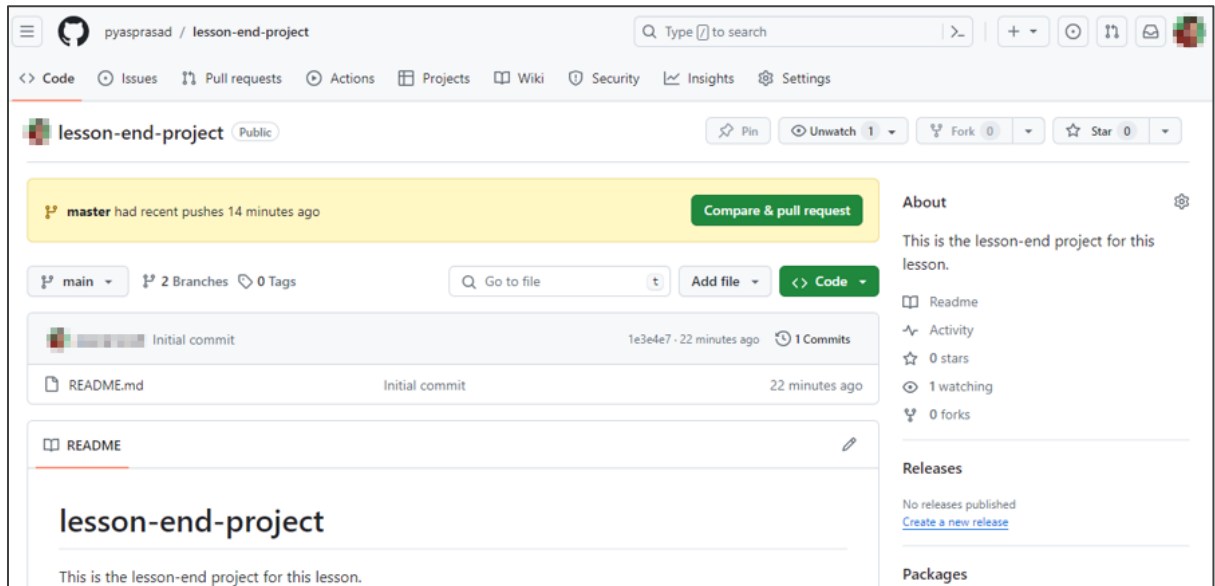 pyasprasad / lesson-end-project
Type / to search
Code Issues Pull requests Actions Projects Wiki Security Insights Settings
lesson-end-project Public
Pin Unwatch 1 Fork 0 Star 0
master had recent pushes 14 minutes ago Compare & pull request
main 2 Branches 0 Tags Go to file t Add file Code
Initial commit 1e3e4e7 · 22 minutes ago 1 Commits
README.md Initial commit 22 minutes ago
README
lesson-end-project
This is the lesson-end project for this lesson.
About
This is the lesson-end project for this
lesson.
Readme
Activity
0 stars
1 watching
0 forks
Releases
No releases published
Create a new release
Packages